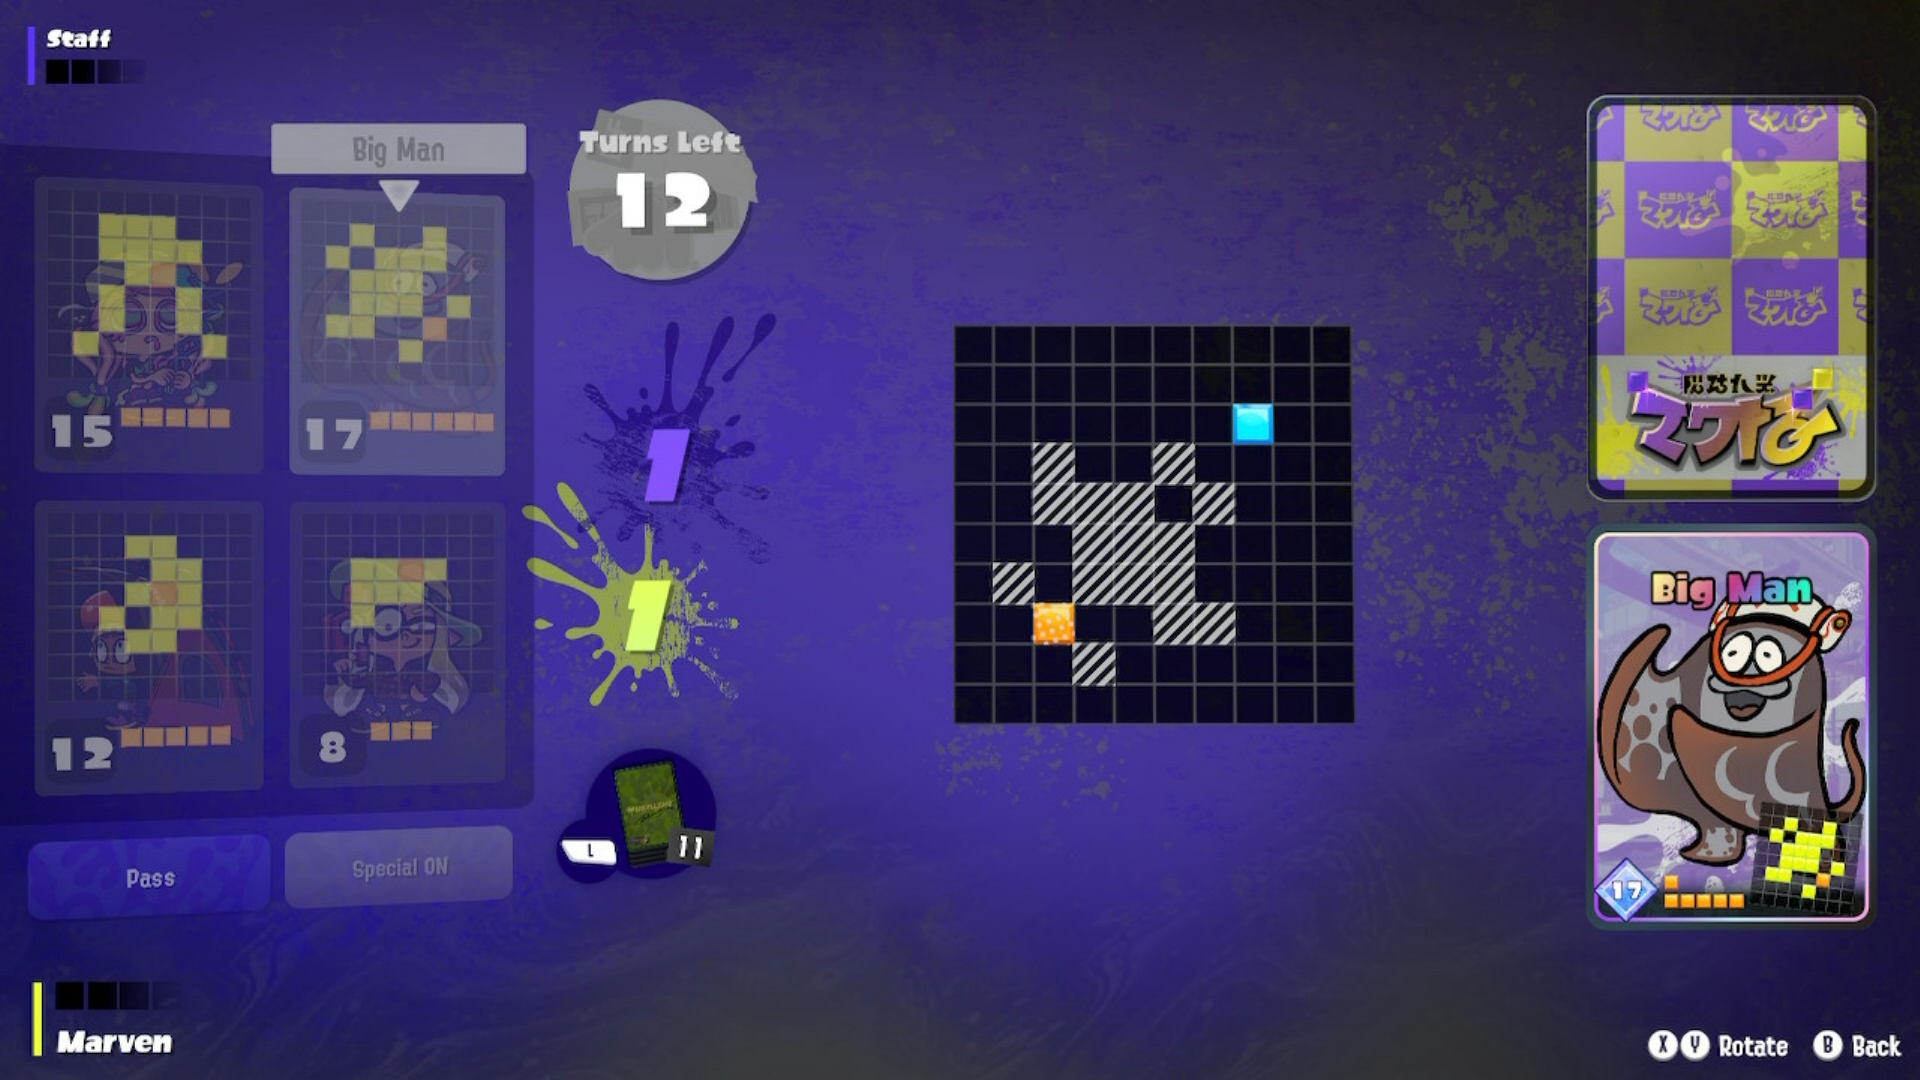 Staff
Big Man
Turns Left
12
15
17
12
8
1
1
L
11
Pass
Special ON
Marven
Big Man
17
X Y Rotate
B Back